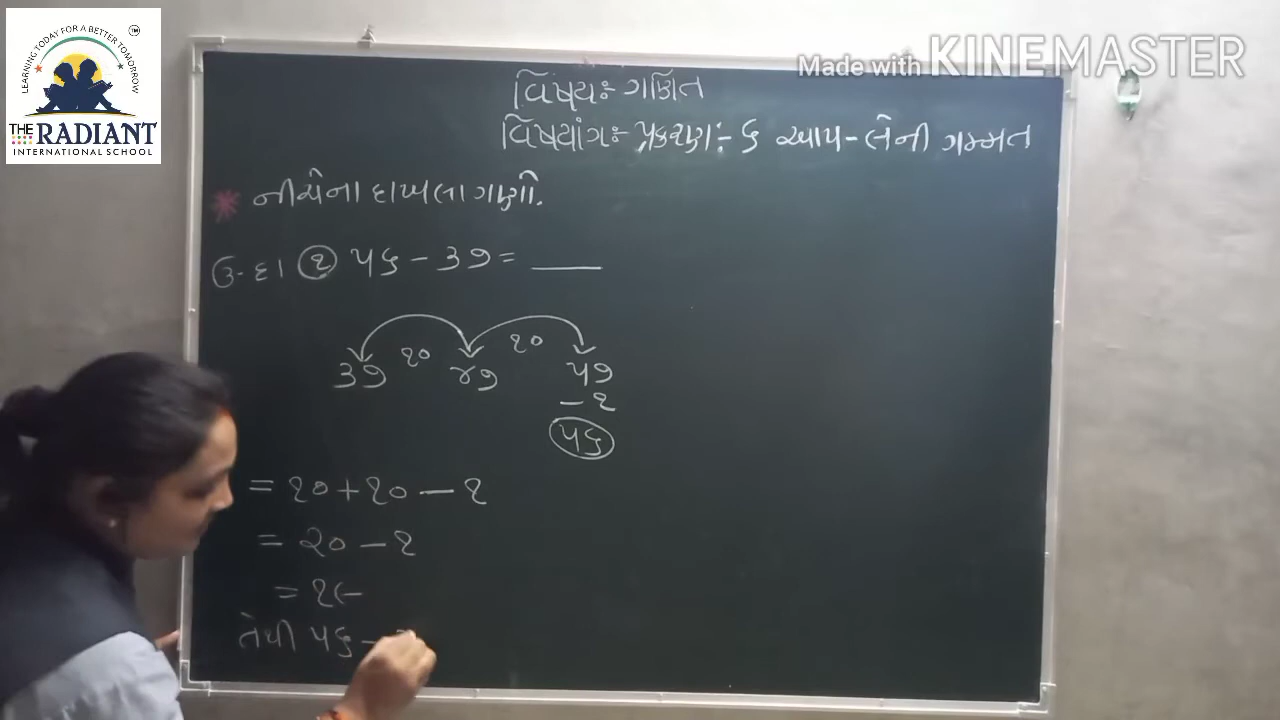 LEARNING TODAY FOR A BETTER TOMORROW
TM
THE RADIANT
INTERNATIONAL SCHOOL
Made with KINEMASTER
વિષયઃ ગણિત
વિષયાંગઃ પ્રકરણઃ- ૬ આપ-લેની ગમ્મત
* નીચેના દાખલા ગણો.
ઉ-દા ૧ ૫૬ - ૩૭ = ____
૧૦ ૧૦
૩૭ ૪૭ ૫૭
- ૧
૫૬
= ૧૦ + ૧૦ - ૧
= ૨૦ - ૧
= ૧૯
તેથી ૫૬ -